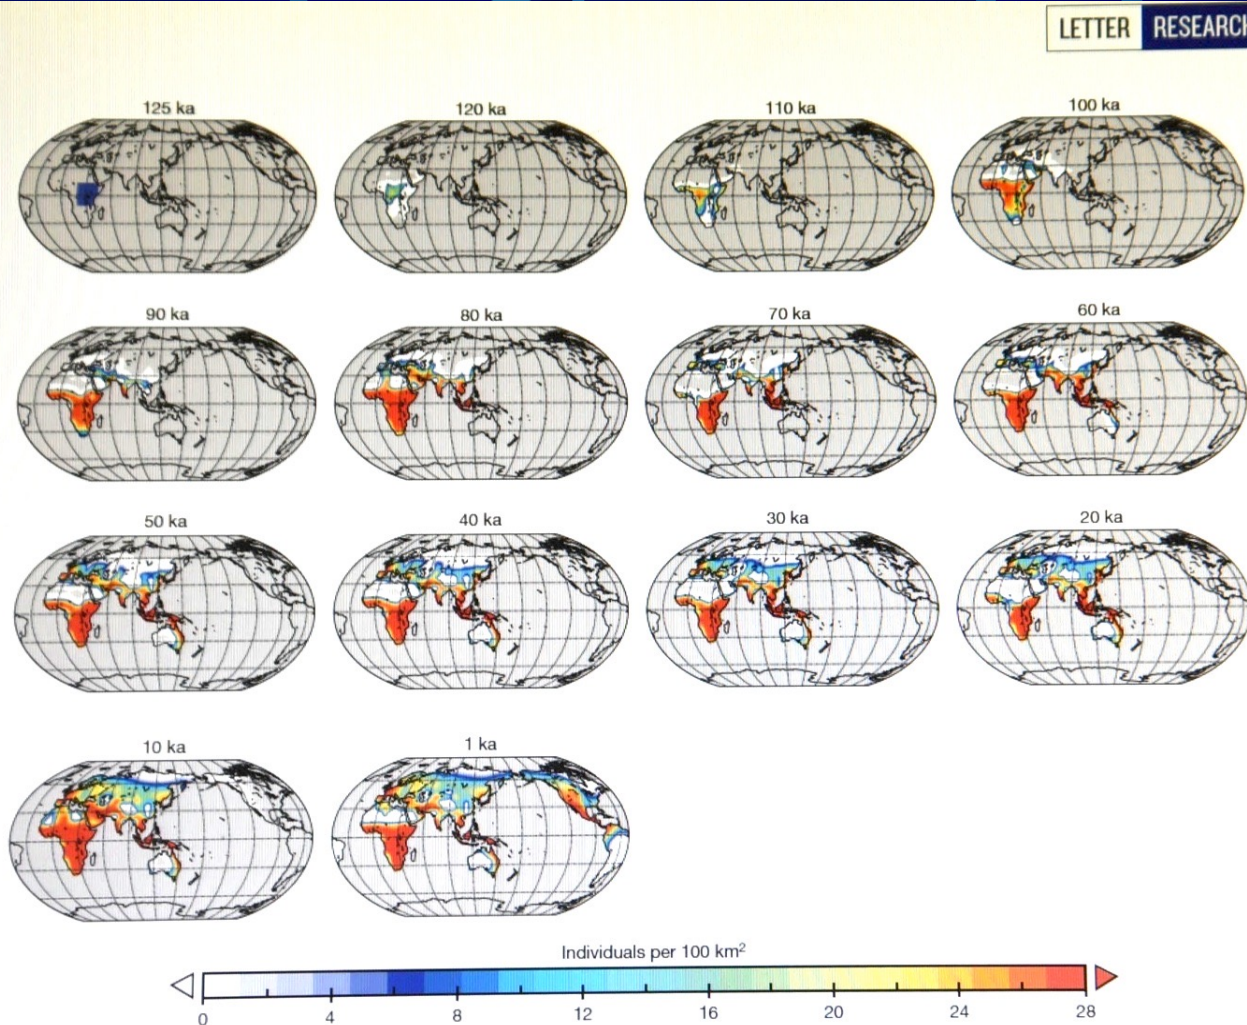 LETTER RESEARCH
125 ka 120 ka 110 ka 100 ka
90 ka 80 ka 70 ka 60 ka
50 ka 40 ka 30 ka 20 ka
10 ka 1 ka
Individuals per 100 km²
0 4 8 12 16 20 24 28